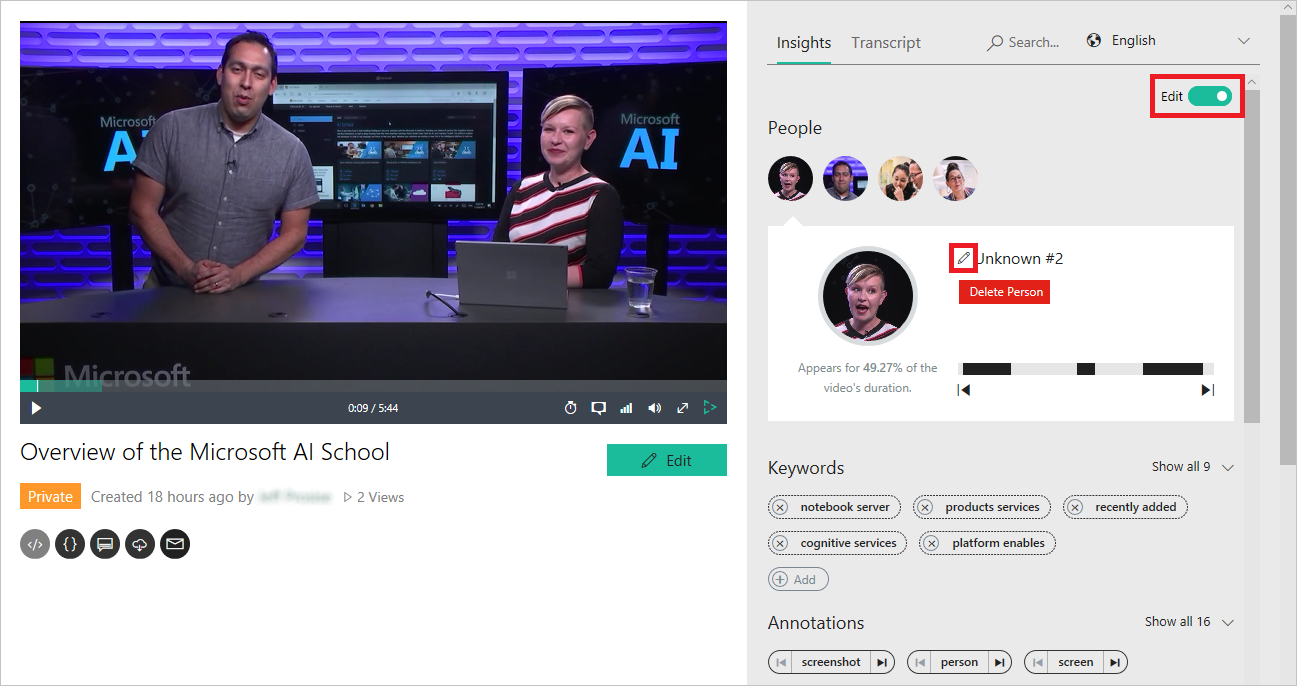 Microsoft
AI
Microsoft
AI
Microsoft
0:09 / 5:44
Overview of the Microsoft AI School
Edit
Private
Created 18 hours ago by
2 Views
Insights
Transcript
Search...
English
Edit
People
Unknown #2
Delete Person
Appears for 49.27% of the
video's duration.
Keywords
Show all 9
notebook server
products services
recently added
cognitive services
platform enables
Add
Annotations
Show all 16
screenshot
person
screen